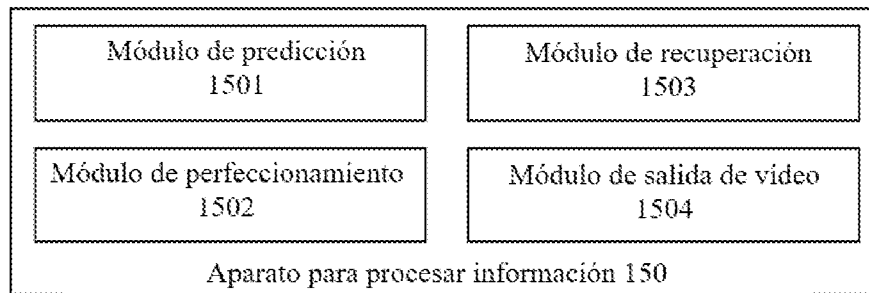 Módulo de predicción
1501
Módulo de recuperación
1503
Módulo de perfeccionamiento
1502
Módulo de salida de vídeo
1504
Aparato para procesar información 150